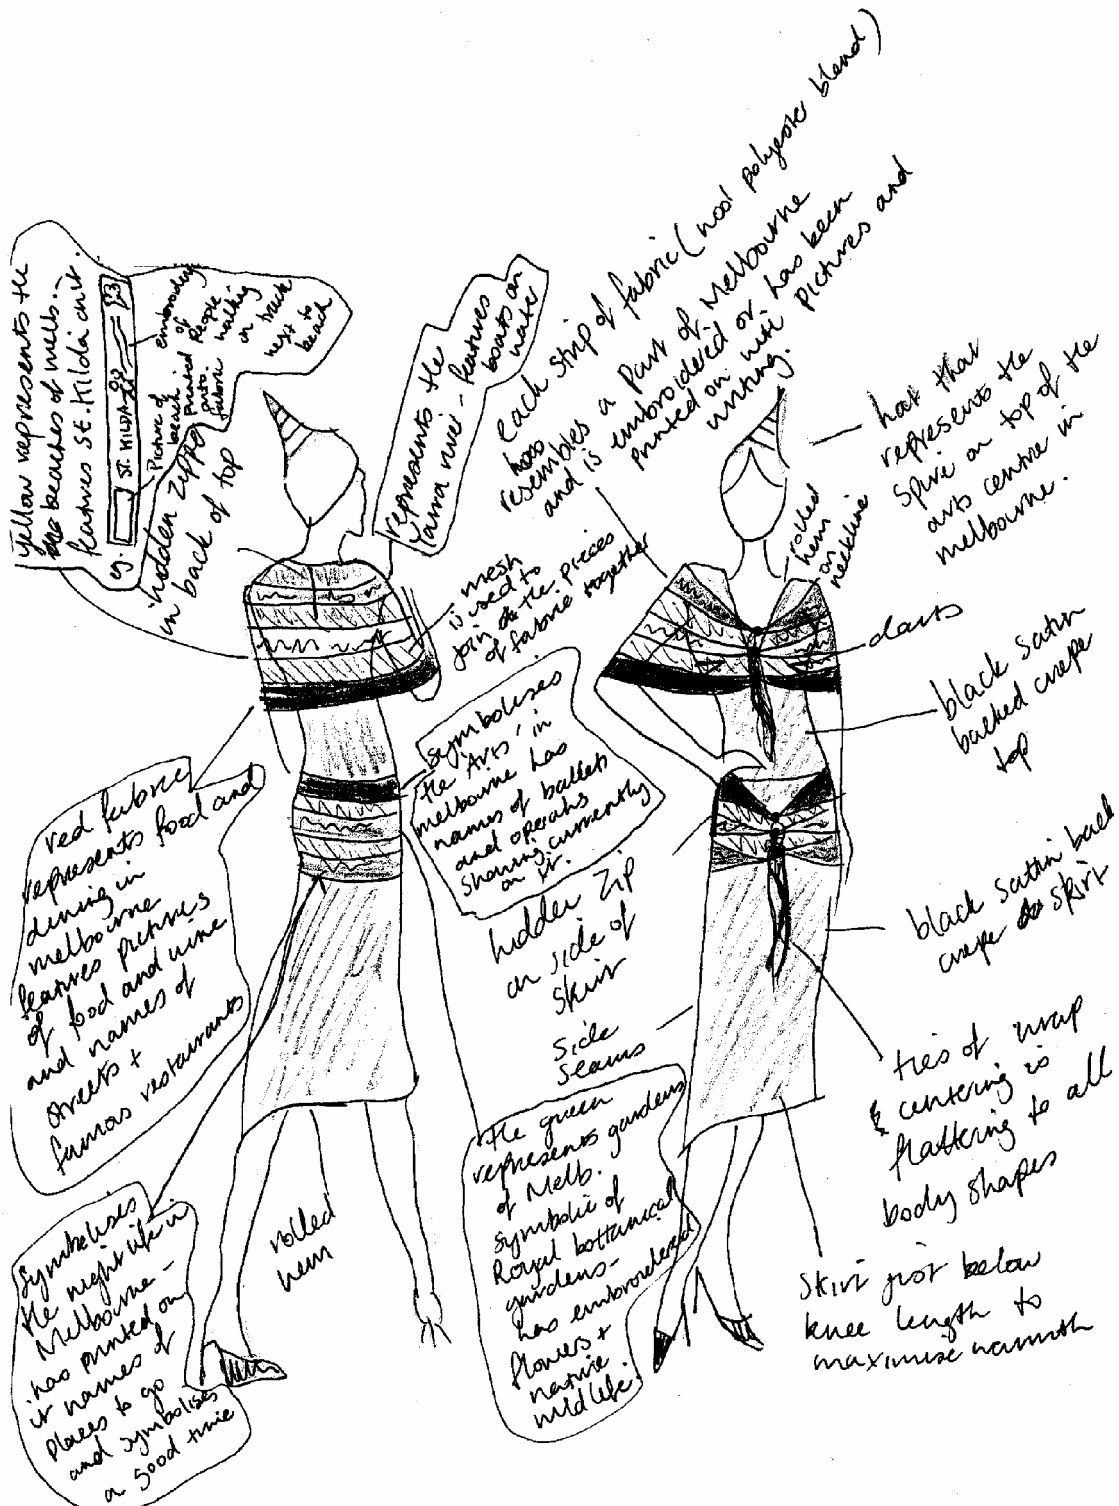 yellow represents the
beaches of melb...
features St. Kilda on it.
eg.
ST. KILDA
Picture of
beach
printed
onto
fabric
embroidery
of
people
walking
on track
next to
beach
hidden zipper
in back of top
represents the
Yarra river - features
boats on
water
each strip of fabric (wool polyester blend)
resembles a part of Melbourne
and is embroidered or has been
printed on with pictures and
writing.
hat that
represents the
spire on top of the
arts centre in
melbourne.
rolled
hem
on
neckline
mesh
is used to
join the pieces
of fabric together
darts
black satin
backed crepe
top
symbolises
the 'Arts' in
melbourne has
names of ballets
and operahs
showing currently
on it.
red fabric
represents food and
dining in
melbourne
features pictures
of food and wine
and names of
streets +
famous restaurants
hidden zip
on side of
skirt
black sattin back
crepe skirt
side
seams
ties of wrap
& centering is
flattering to all
body shapes
the green
represents gardens
of Melb.
symbolic of
Royal bottanical
gardens -
has embroidered
flowers +
native
wildlife.
symbolises
the night life in
Melbourne -
has printed on
it names of
places to go
and symbolises
a good time
rolled
hem
Skirt just below
knee length to
maximise warmth